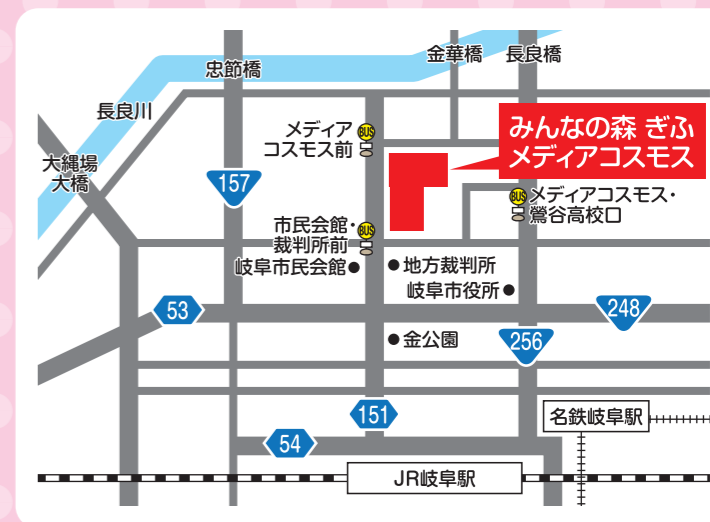 金華橋
長良橋
忠節橋
長良川
メディア
コスモス前
BUS
みんなの森 ぎふ
メディアコスモス
大縄場
大橋
157
BUS
メディアコスモス・
鶯谷高校口
市民会館・
裁判所前
BUS
岐阜市民会館
地方裁判所
岐阜市役所
53
248
金公園
256
151
名鉄岐阜駅
54
JR岐阜駅